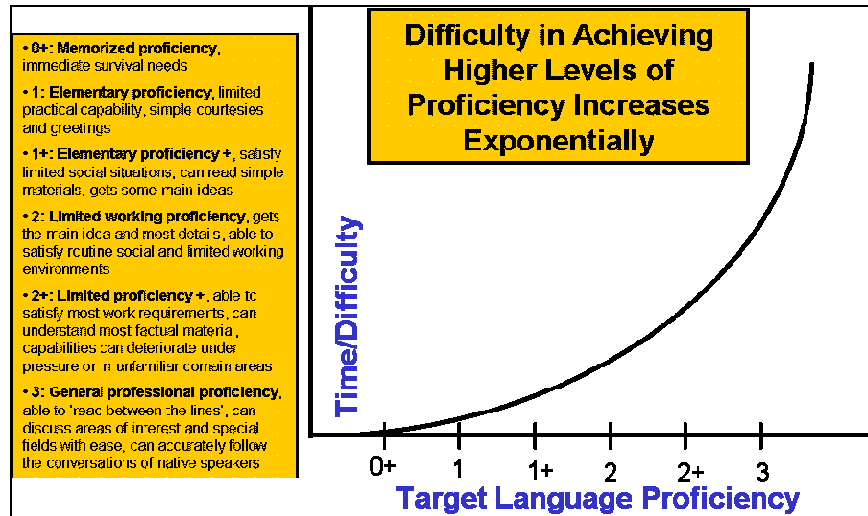 • 0+: Memorized proficiency,
immediate survival needs
• 1: Elementary proficiency, limited
practical capability, simple courtesies
and greetings
• 1+: Elementary proficiency +, satisfy
limited social situations, can read simple
materials, gets some main ideas
• 2: Limited working proficiency, gets
the main idea and most details, able to
satisfy routine social and limited working
environments
• 2+: Limited proficiency +, able to
satisfy most work requirements, can
understand most factual material,
capabilities can deteriorate under
pressure or in unfamiliar domain areas
• 3: General professional proficiency,
able to 'read between the lines', can
discuss areas of interest and special
fields with ease, can accurately follow
the conversations of native speakers
Difficulty in Achieving
Higher Levels of
Proficiency Increases
Exponentially
Time/Difficulty
0+ 1 1+ 2 2+ 3
Target Language Proficiency